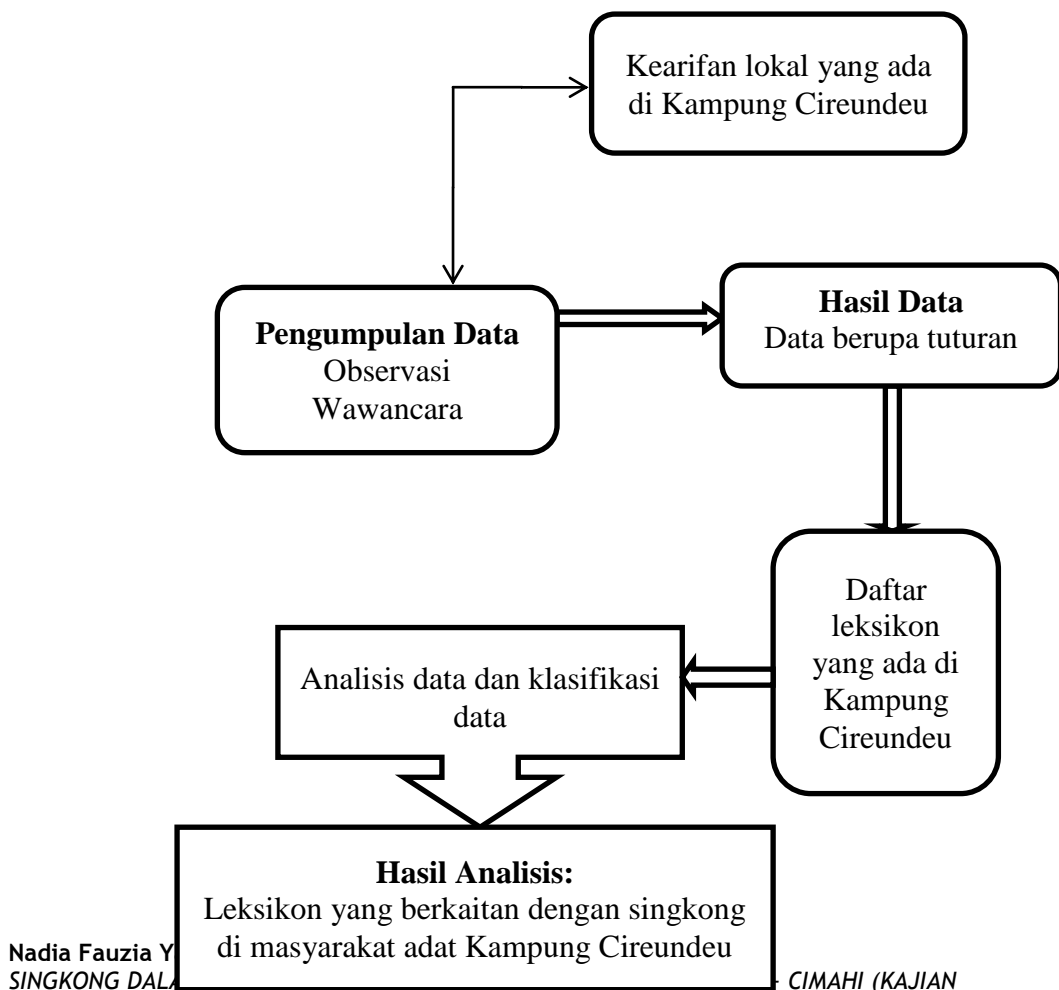 Kearifan lokal yang ada
di Kampung Cireundeu
Pengumpulan Data
Observasi
Wawancara
Hasil Data
Data berupa tuturan
Daftar
leksikon
yang ada di
Kampung
Cireundeu
Analisis data dan klasifikasi
data
Hasil Analisis:
Leksikon yang berkaitan dengan singkong
di masyarakat adat Kampung Cireundeu
Nadia Fauzia Y
SINGKONG CIMAHI (KAJIAN